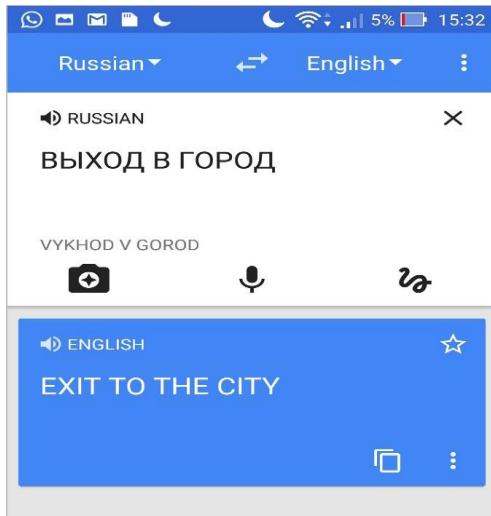 5% 15:32
Russian English
RUSSIAN
ВЫХОД В ГОРОД
VYKHOD V GOROD
ENGLISH
EXIT TO THE CITY